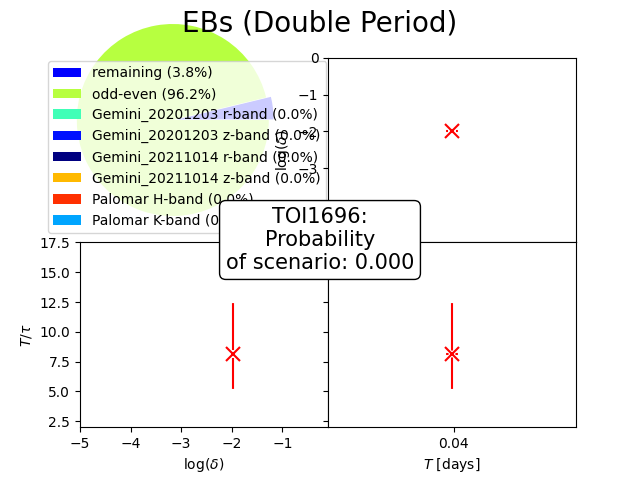 EBs (Double Period)
remaining (3.8%)
odd-even (96.2%)
Gemini_20201203 r-band (0.0%)
Gemini_20201203 z-band (0.0%)
Gemini_20211014 r-band (0.0%)
Gemini_20211014 z-band (0.0%)
Palomar H-band (0.0%)
Palomar K-band (0
0
−1
−2
−3
log(δ)
TOI1696:
Probability
of scenario: 0.000
17.5
15.0
12.5
10.0
7.5
5.0
2.5
T/τ
−5 −4 −3 −2 −1
log(δ)
0.04
T [days]